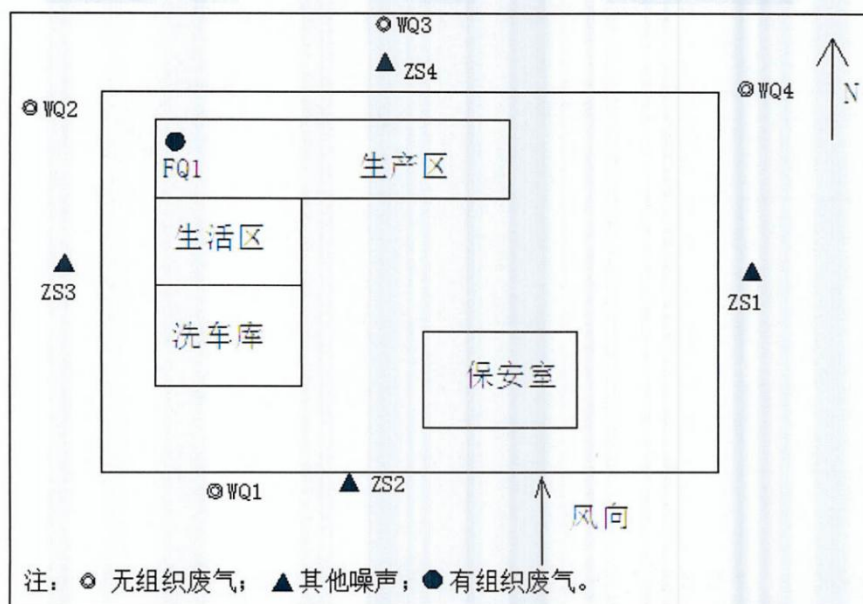 ◎WQ3
▲ZS4
◎WQ4
N
◎WQ2
FQ1
生产区
生活区
ZS3
ZS1
洗车库
保安室
◎WQ1
▲ZS2
风向
注：◎ 无组织废气；▲其他噪声；●有组织废气。